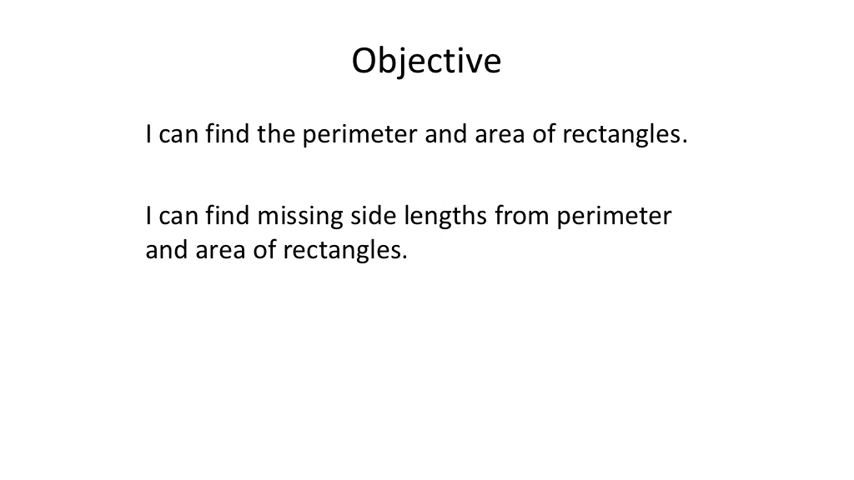 Objective
I can find the perimeter and area of rectangles.
I can find missing side lengths from perimeter
and area of rectangles.